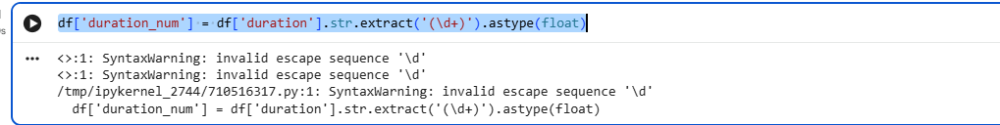 df['duration_num'] = df['duration'].str.extract('(\d+)').astype(float)
<>:1: SyntaxWarning: invalid escape sequence '\d'
<>:1: SyntaxWarning: invalid escape sequence '\d'
/tmp/ipykernel_2744/710516317.py:1: SyntaxWarning: invalid escape sequence '\d'
  df['duration_num'] = df['duration'].str.extract('(\d+)').astype(float)